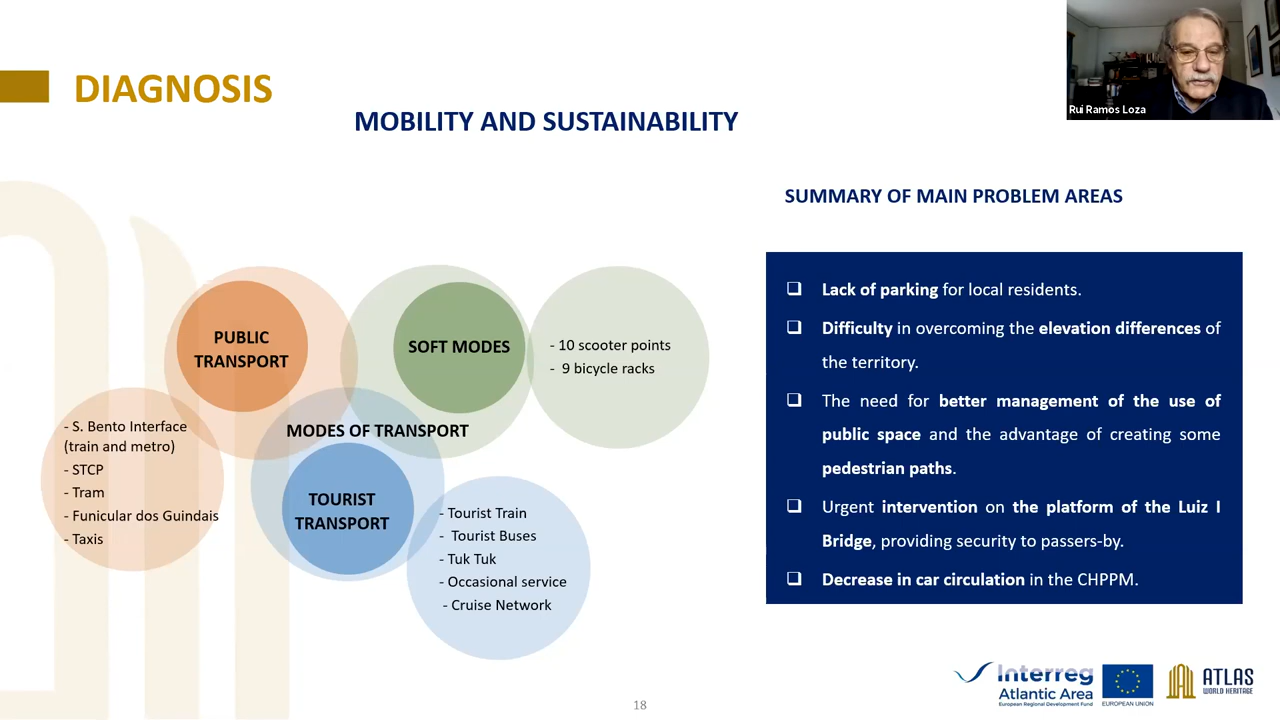 DIAGNOSIS
MOBILITY AND SUSTAINABILITY
Rui Ramos Loza
PUBLIC
TRANSPORT
SOFT MODES
- 10 scooter points
- 9 bicycle racks
- S. Bento Interface
(train and metro)
- STCP
- Tram
- Funicular dos Guindais
- Taxis
MODES OF TRANSPORT
TOURIST
TRANSPORT
- Tourist Train
- Tourist Buses
- Tuk Tuk
- Occasional service
- Cruise Network
SUMMARY OF MAIN PROBLEM AREAS
❑ Lack of parking for local residents.
❑ Difficulty in overcoming the elevation differences of
the territory.
❑ The need for better management of the use of
public space and the advantage of creating some
pedestrian paths.
❑ Urgent intervention on the platform of the Luiz I
Bridge, providing security to passers-by.
❑ Decrease in car circulation in the CHPPM.
18
Interreg
Atlantic Area
European Regional Development Fund
EUROPEAN UNION
ATLAS
WORLD HERITAGE